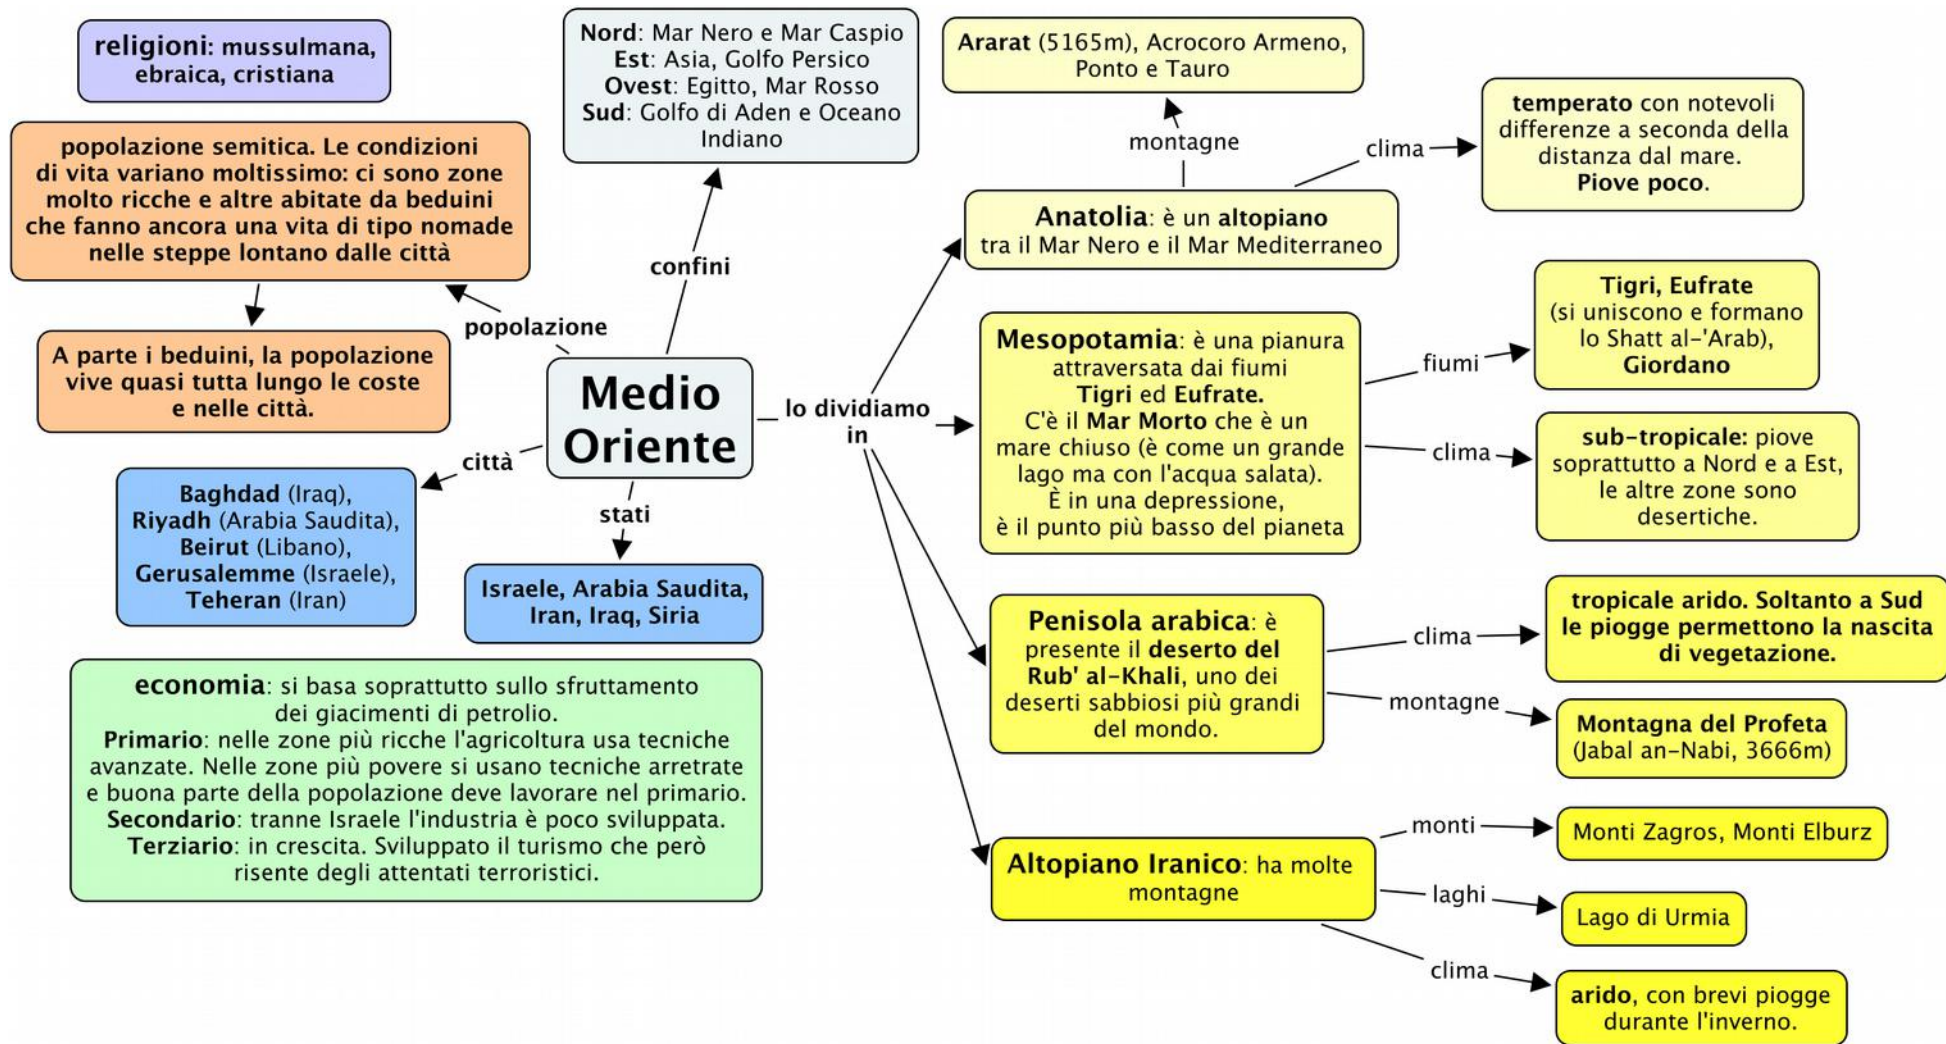 religioni: mussulmana,
ebraica, cristiana
Nord: Mar Nero e Mar Caspio
Est: Asia, Golfo Persico
Ovest: Egitto, Mar Rosso
Sud: Golfo di Aden e Oceano
Indiano
popolazione semitica. Le condizioni
di vita variano moltissimo: ci sono zone
molto ricche e altre abitate da beduini
che fanno ancora una vita di tipo nomade
nelle steppe lontano dalle città
A parte i beduini, la popolazione
vive quasi tutta lungo le coste
e nelle città.
popolazione
confini
Medio
Oriente
città
Baghdad (Iraq),
Riyadh (Arabia Saudita),
Beirut (Libano),
Gerusalemme (Israele),
Teheran (Iran)
stati
Israele, Arabia Saudita,
Iran, Iraq, Siria
economia: si basa soprattutto sullo sfruttamento
dei giacimenti di petrolio.
Primario: nelle zone più ricche l'agricoltura usa tecniche
avanzate. Nelle zone più povere si usano tecniche arretrate
e buona parte della popolazione deve lavorare nel primario.
Secondario: tranne Israele l'industria è poco sviluppata.
Terziario: in crescita. Sviluppato il turismo che però
risente degli attentati terroristici.
lo dividiamo
in
Ararat (5165m), Acrocoro Armeno,
Ponto e Tauro
montagne
clima
temperato con notevoli
differenze a seconda della
distanza dal mare.
Piove poco.
Anatolia: è un altopiano
tra il Mar Nero e il Mar Mediterraneo
Mesopotamia: è una pianura
attraversata dai fiumi
Tigri ed Eufrate.
C'è il Mar Morto che è un
mare chiuso (è come un grande
lago ma con l'acqua salata).
È in una depressione,
è il punto più basso del pianeta
fiumi
Tigri, Eufrate
(si uniscono e formano
lo Shatt al-'Arab),
Giordano
clima
sub-tropicale: piove
soprattutto a Nord e a Est,
le altre zone sono
desertiche.
Penisola arabica: è
presente il deserto del
Rub' al-Khali, uno dei
deserti sabbiosi più grandi
del mondo.
clima
tropicale arido. Soltanto a Sud
le piogge permettono la nascita
di vegetazione.
montagne
Montagna del Profeta
(Jabal an-Nabi, 3666m)
Altopiano Iranico: ha molte
montagne
monti
Monti Zagros, Monti Elburz
laghi
Lago di Urmia
clima
arido, con brevi piogge
durante l'inverno.